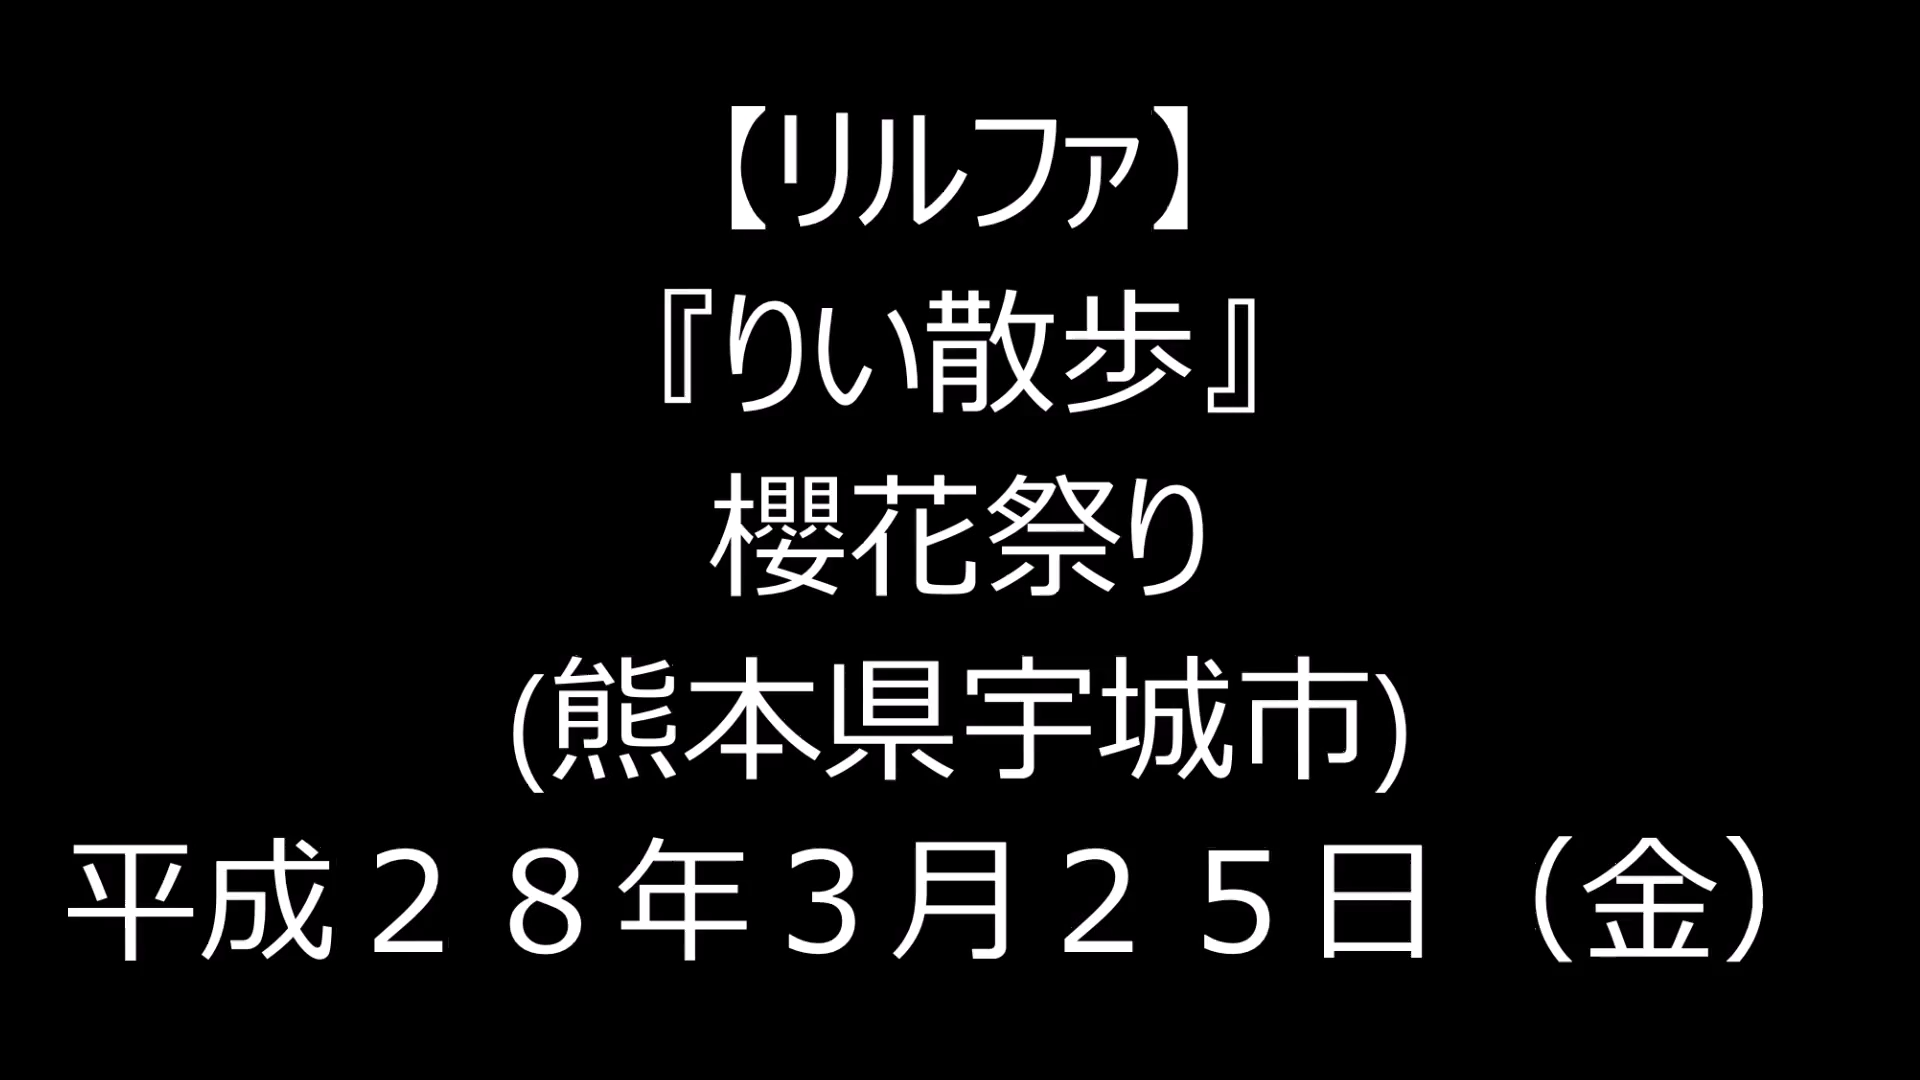 【リルファ】
『りい散歩』
櫻花祭り
(熊本県宇城市)
平成２８年３月２５日（金）